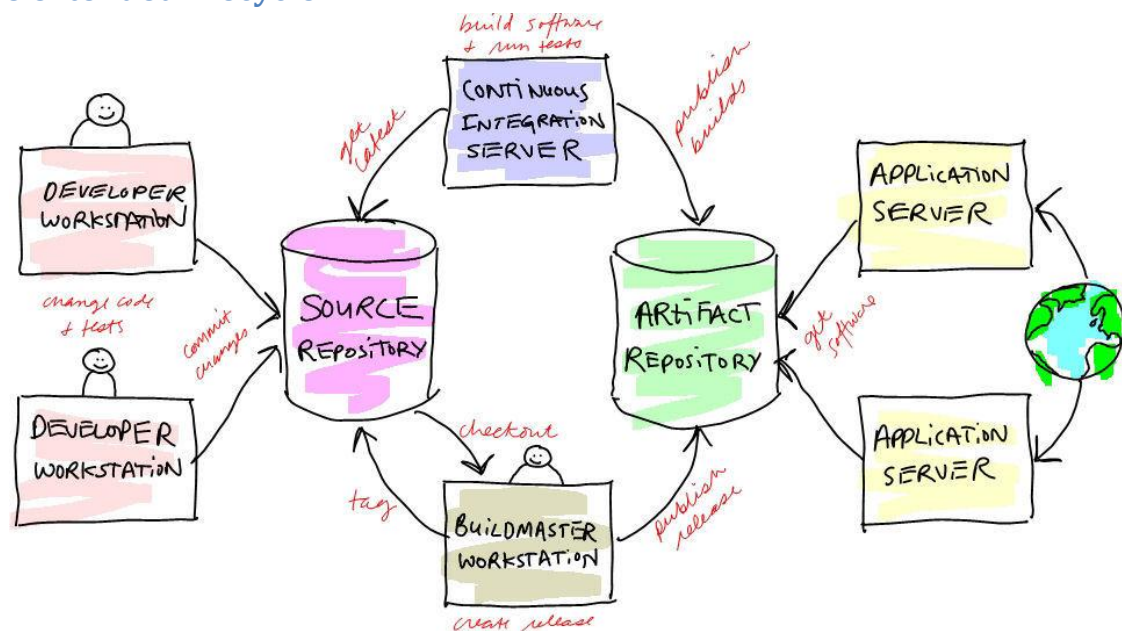 build software
& run tests
CONTINUOUS
INTEGRATION
SERVER
get
latest
publish
builds
DEVELOPER
WORKSTATION
APPLICATION
SERVER
change code
& tests
commit
changes
SOURCE
REPOSITORY
ARTIFACT
REPOSITORY
get
software
DEVELOPER
WORKSTATION
checkout
APPLICATION
SERVER
tag
BUILDMASTER
WORKSTATION
publish
release
create release